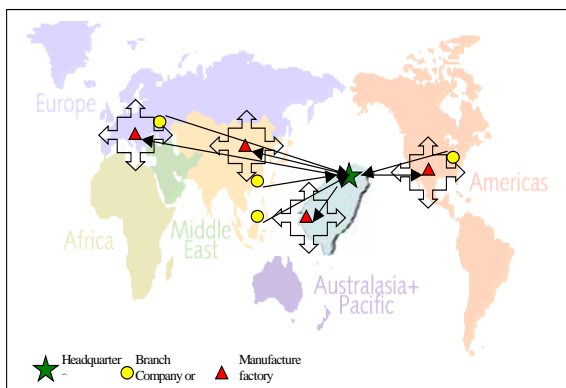 Europe
Africa
Middle
East
Americas
Australasia+
Pacific
Headquarter
Branch
Company or
Manufacture
factory